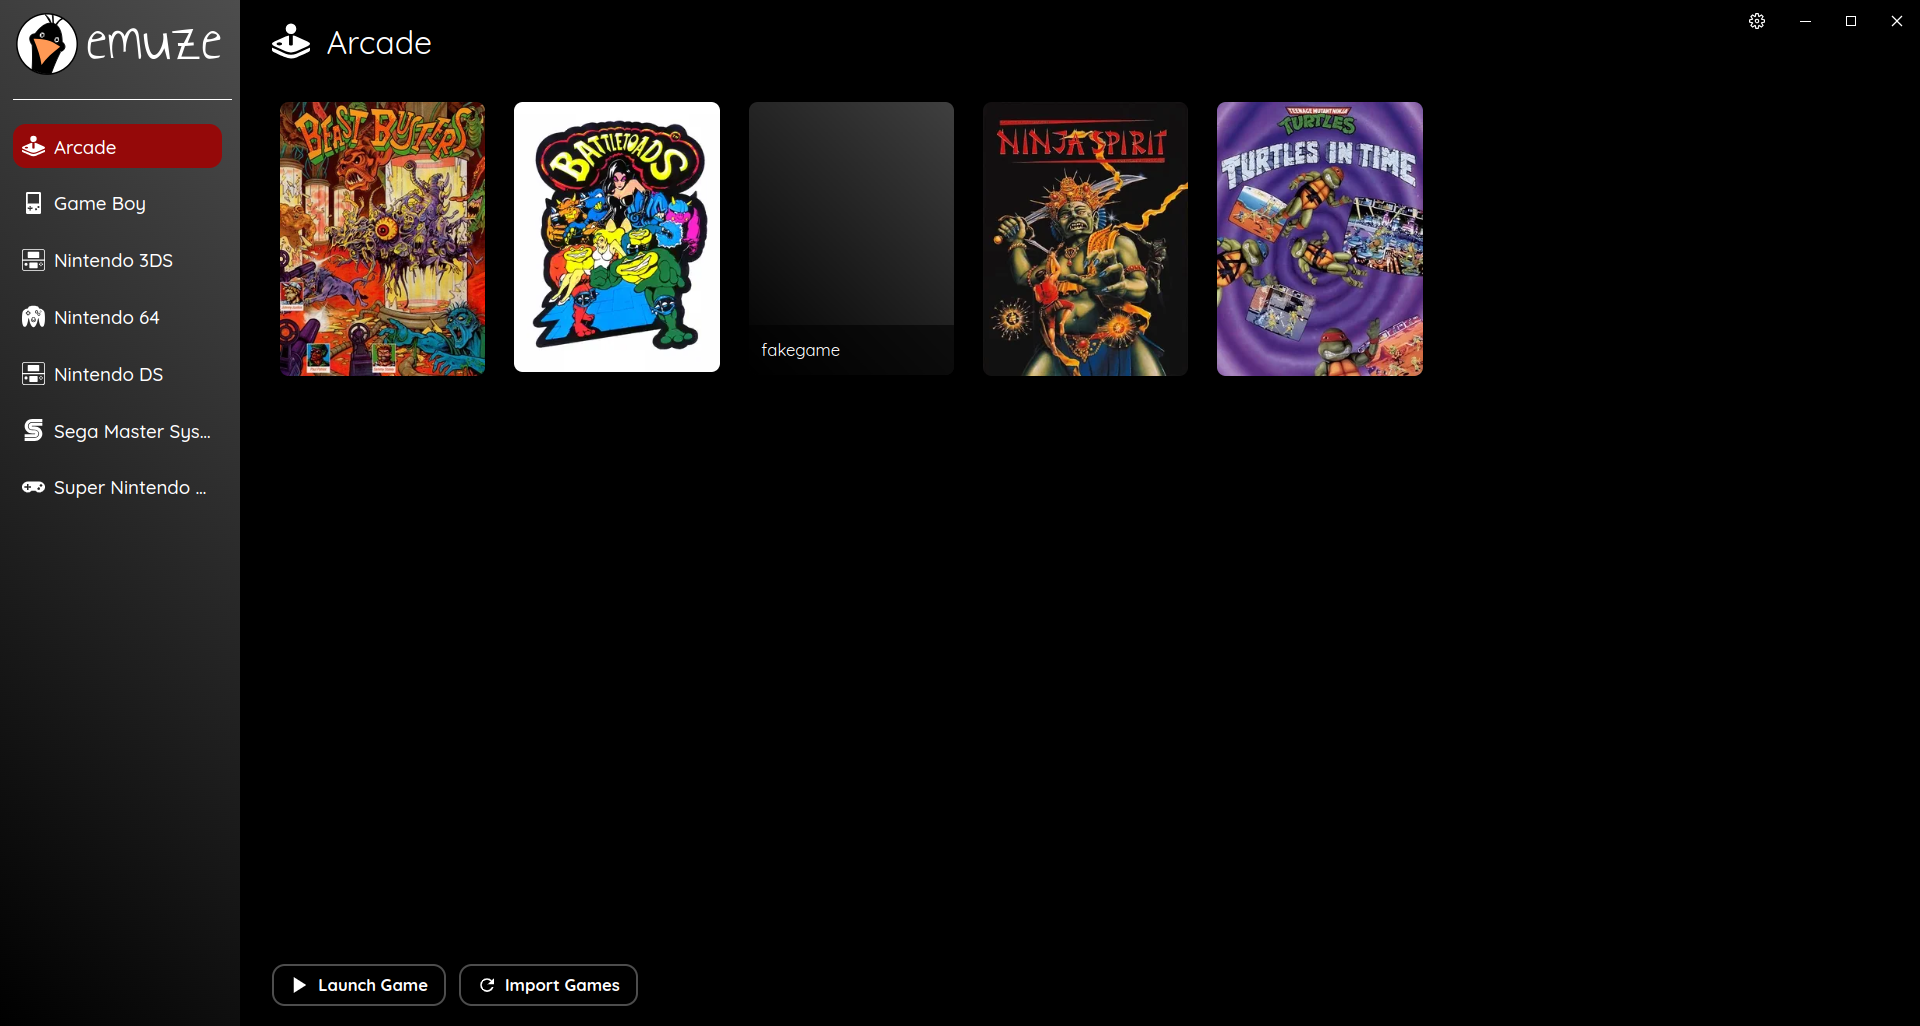 emuze
Arcade
Game Boy
Nintendo 3DS
Nintendo 64
Nintendo DS
Sega Master Sys...
Super Nintendo ...
Arcade
BEAST BUSTERS
BATTLETOADS
fakegame
NINJA SPIRIT
TEENAGE MUTANT NINJA
TURTLES
TURTLES IN TIME
Launch Game
Import Games